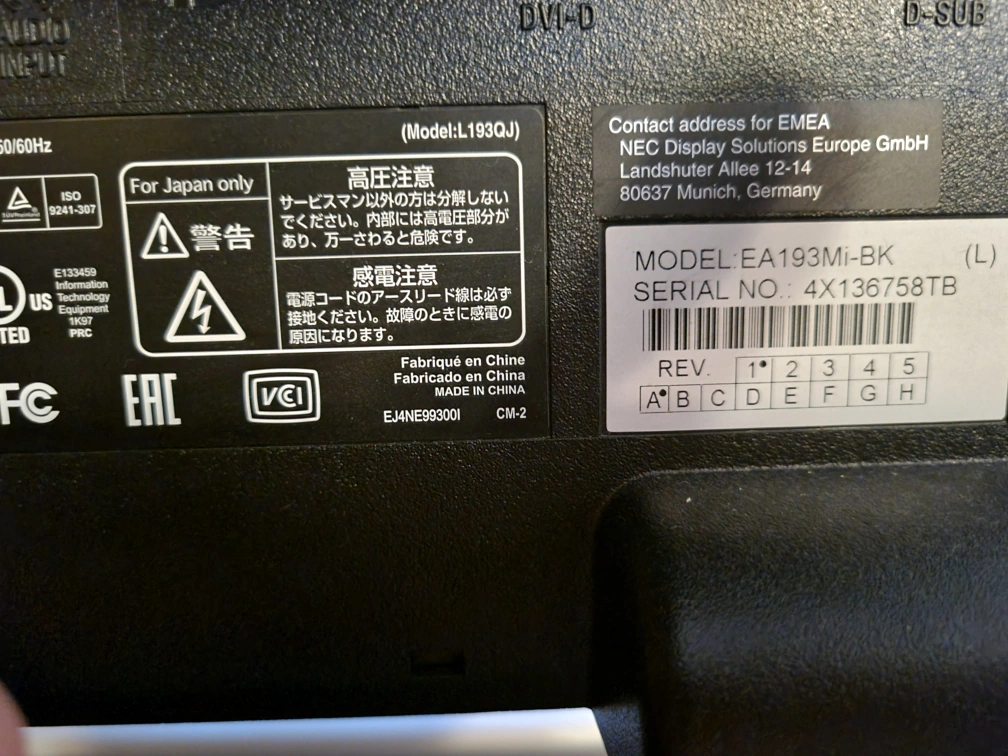 AUDIO
INPUT
DVI-D
D-SUB
50/60Hz
(Model:L193QJ)
ISO
9241-307
For Japan only
警告
高圧注意
サービスマン以外の方は分解しない
でください。内部には高電圧部分が
あり、万一さわると危険です。
感電注意
電源コードのアースリード線は必ず
接地ください。故障のときに感電の
原因になります。
US
E133459
Information
Technology
Equipment
1K97
PRC
FC
EAC
VCI
Fabriqué en Chine
Fabricado en China
MADE IN CHINA
EJ4NE99300I CM-2
Contact address for EMEA
NEC Display Solutions Europe GmbH
Landshuter Allee 12-14
80637 Munich, Germany
MODEL:EA193Mi-BK (L)
SERIAL NO.: 4X136758TB
REV. 1• 2 3 4 5
A• B C D E F G H